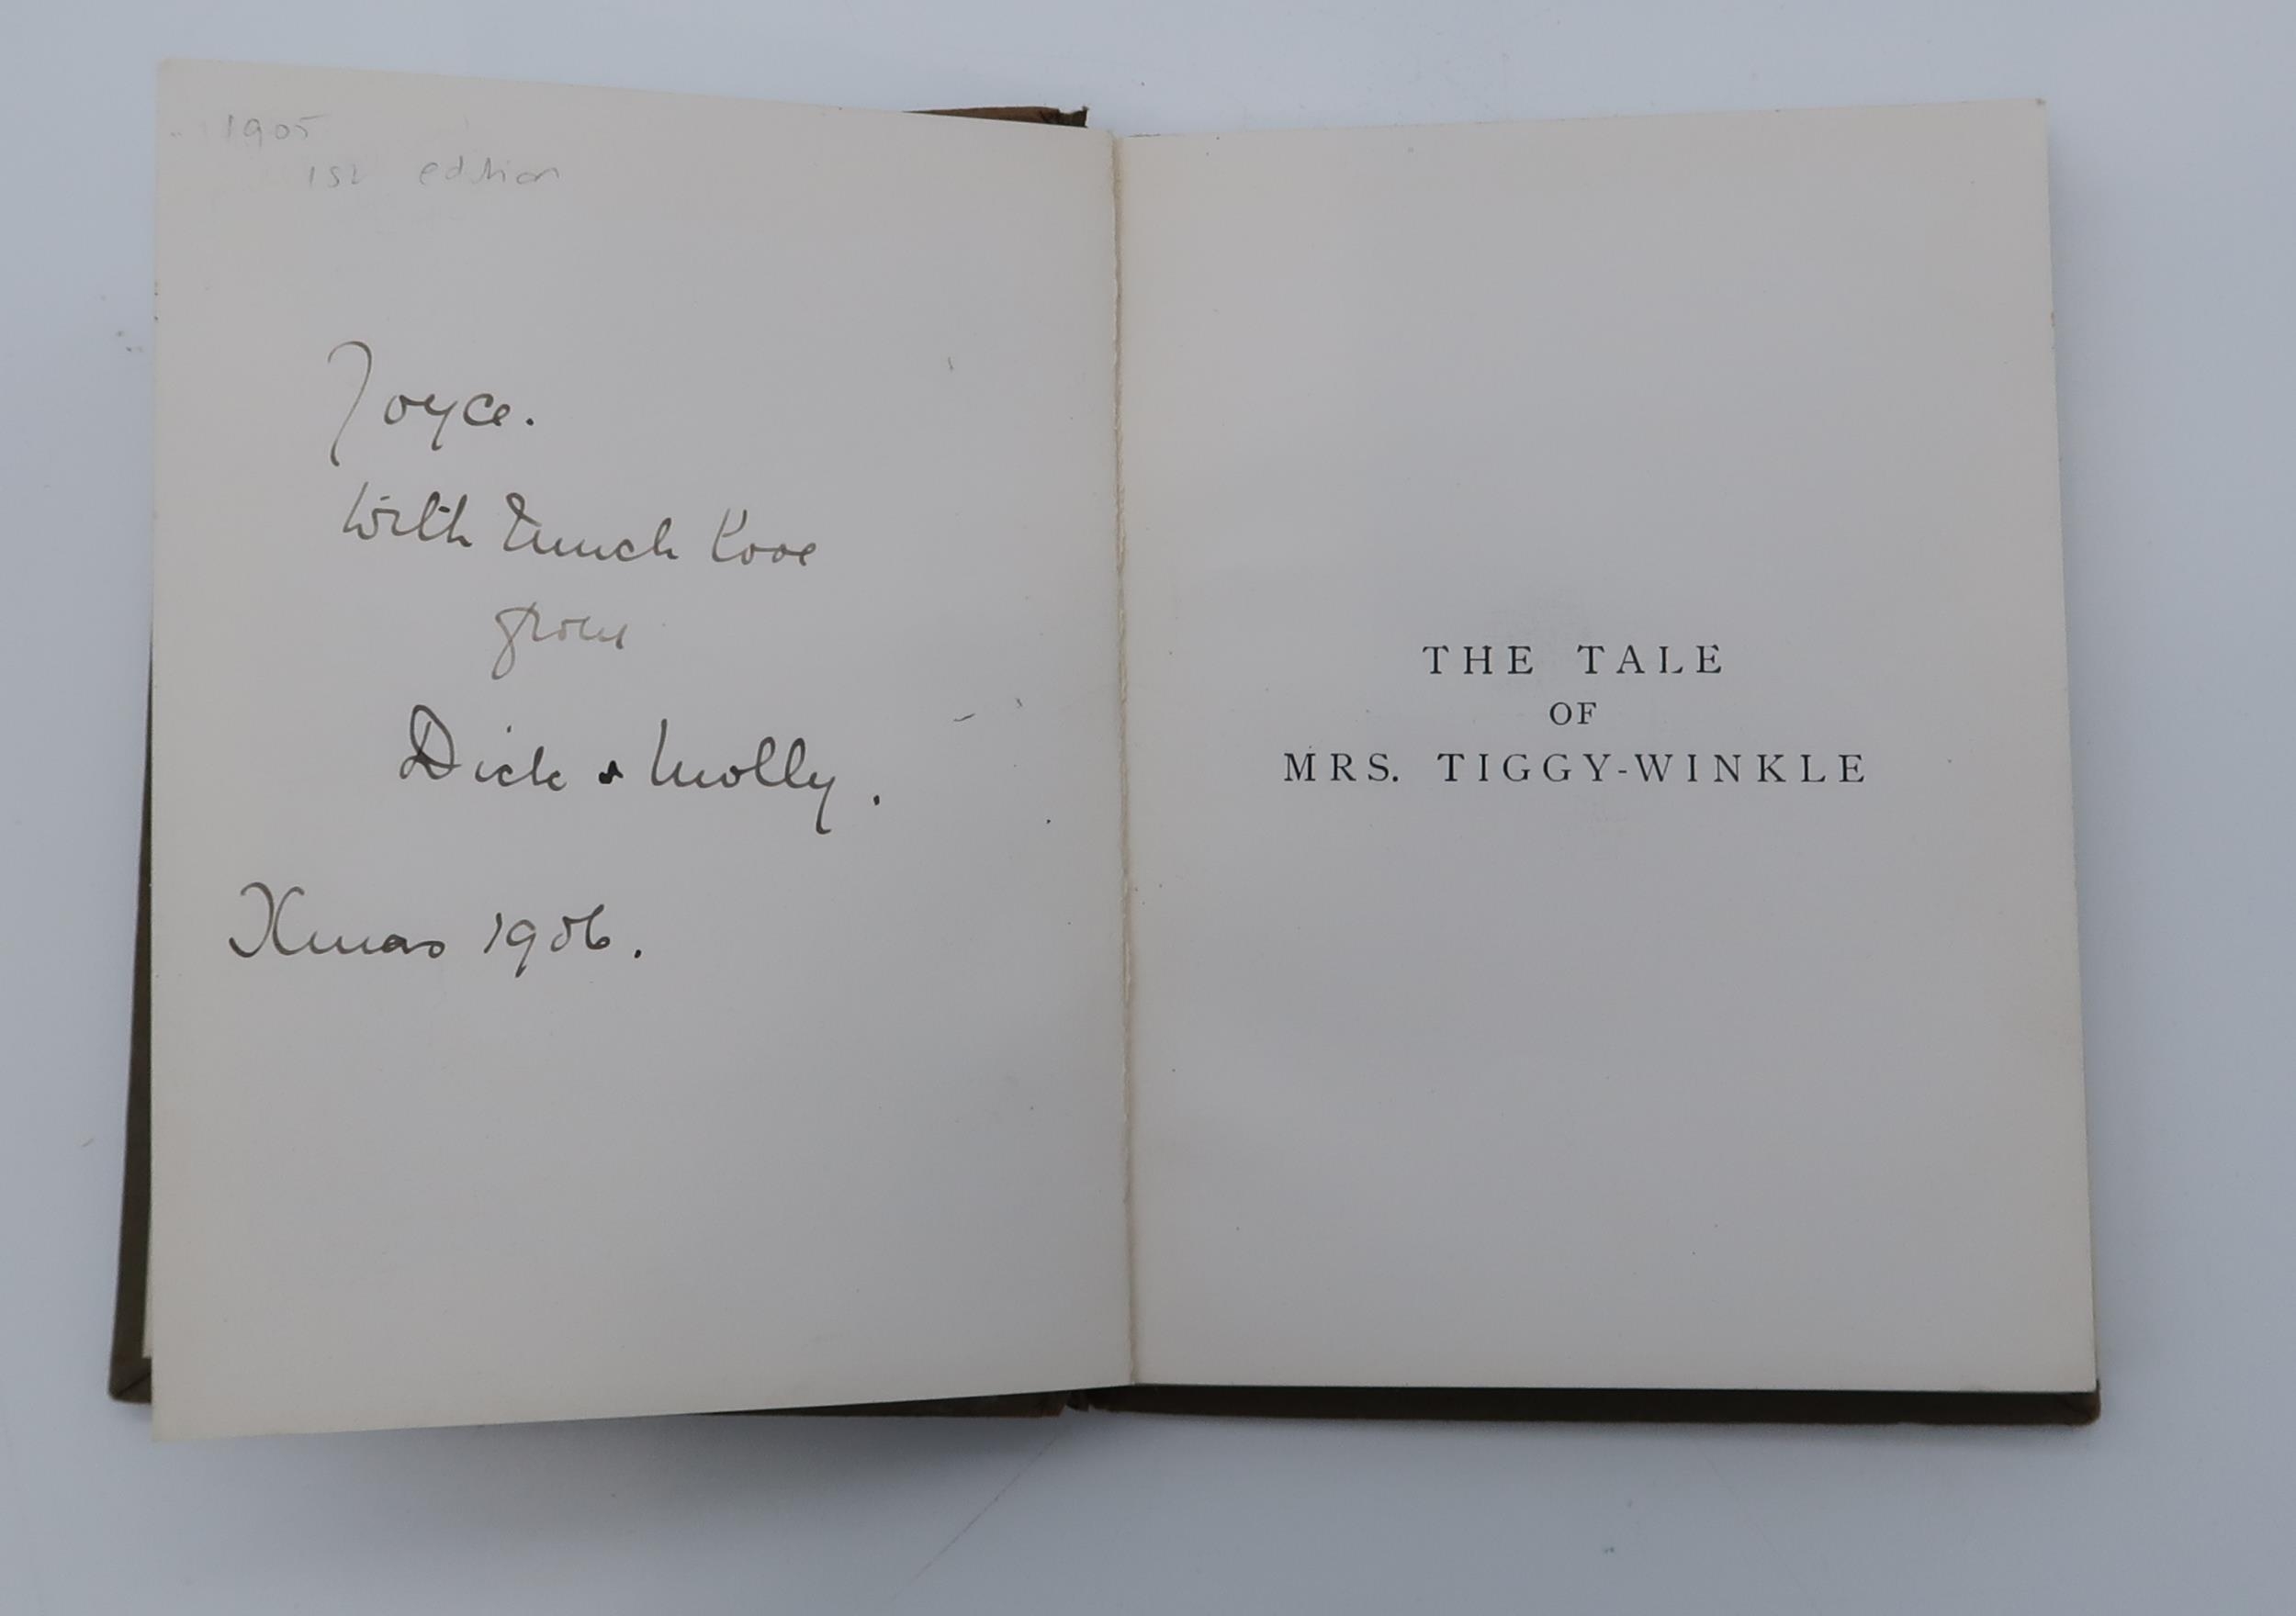 1905
1st edition
Joyce.
With much love
from
Dick & Molly.
Xmas 1906.
THE TALE
OF
MRS. TIGGY-WINKLE